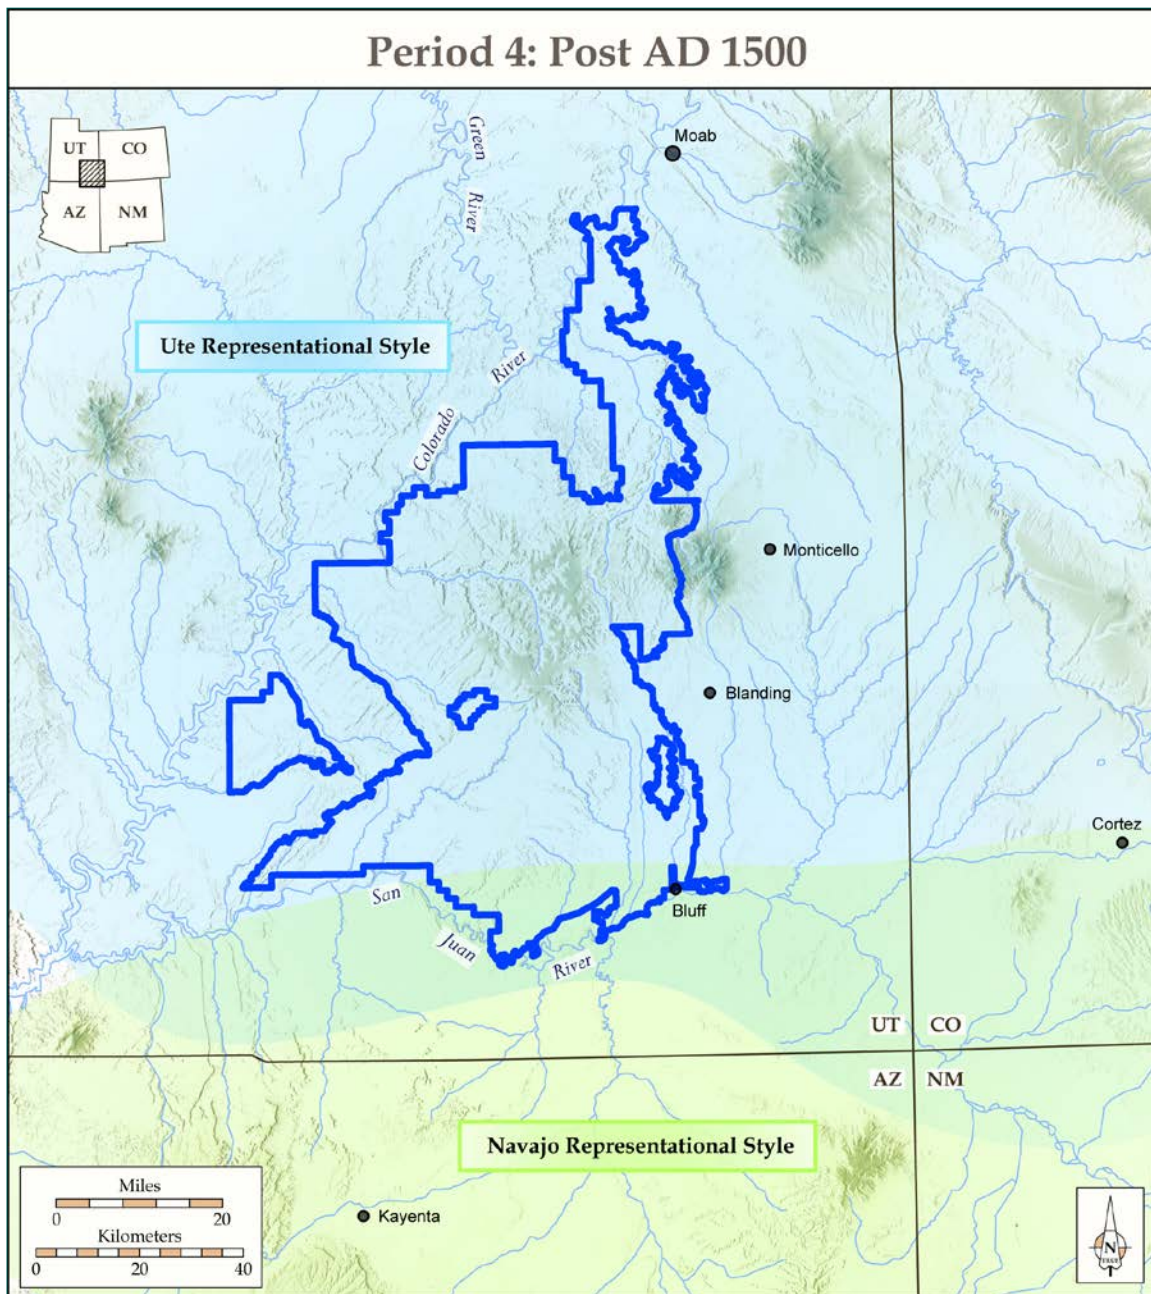 Period 4: Post AD 1500
UT
CO
AZ
NM
Green
River
Moab
Ute Representational Style
River
Colorado
Monticello
Blanding
Cortez
San
Bluff
Juan
River
UT
CO
AZ
NM
Navajo Representational Style
Miles
0
20
Kilometers
0
20
40
Kayenta
N